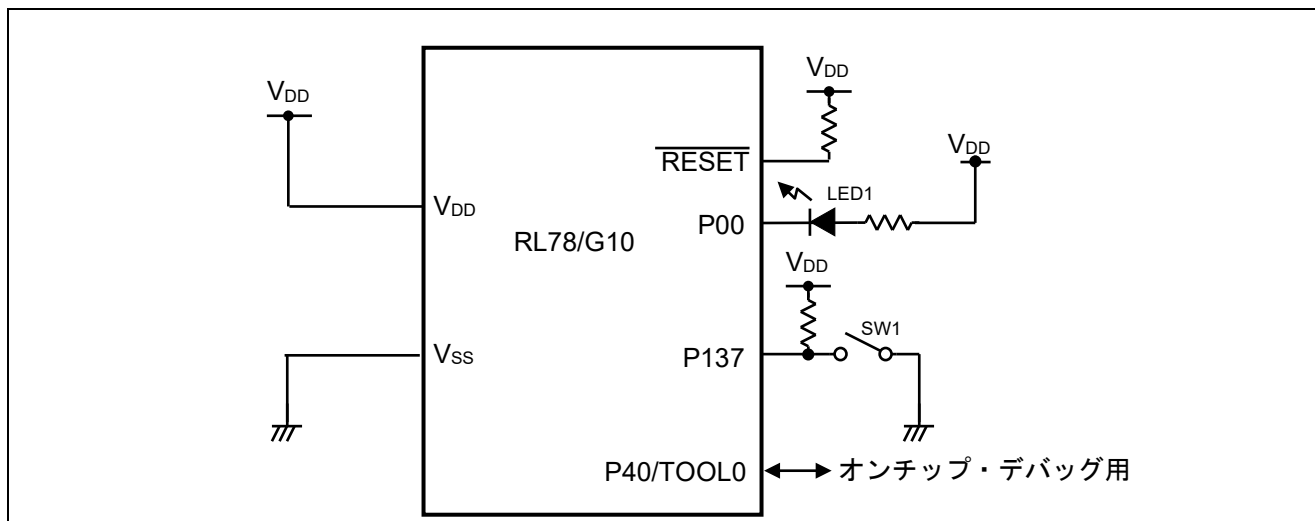 VDD
VDD
RESET
VDD
LED1
VDD
P00
RL78/G10
VDD
SW1
VSS
P137
P40/TOOL0
オンチップ・デバッグ用